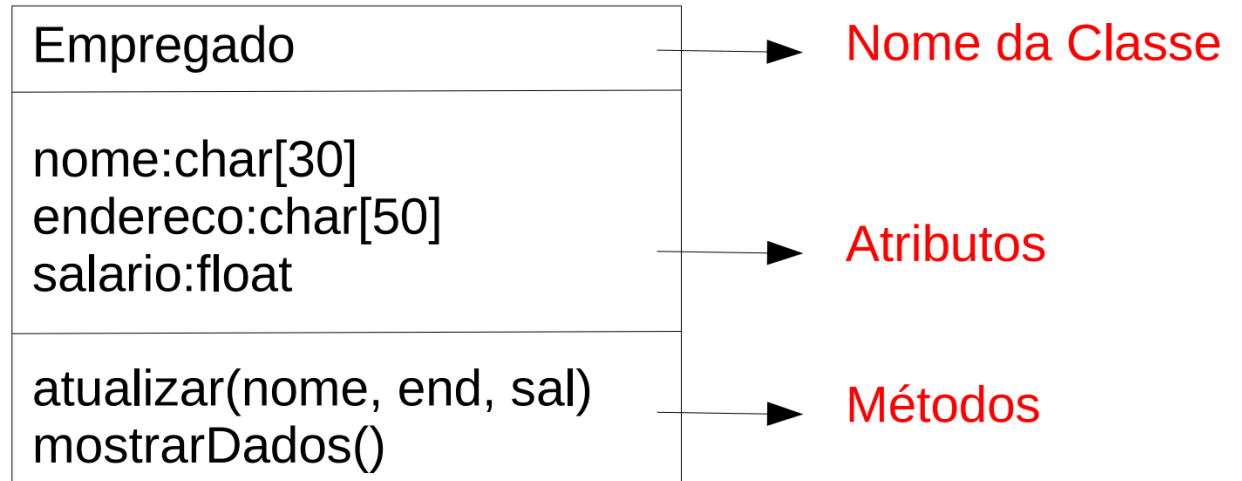 Empregado
Nome da Classe
nome:char[30]
endereco:char[50]
salario:float
Atributos
atualizar(nome, end, sal)
mostrarDados()
Métodos